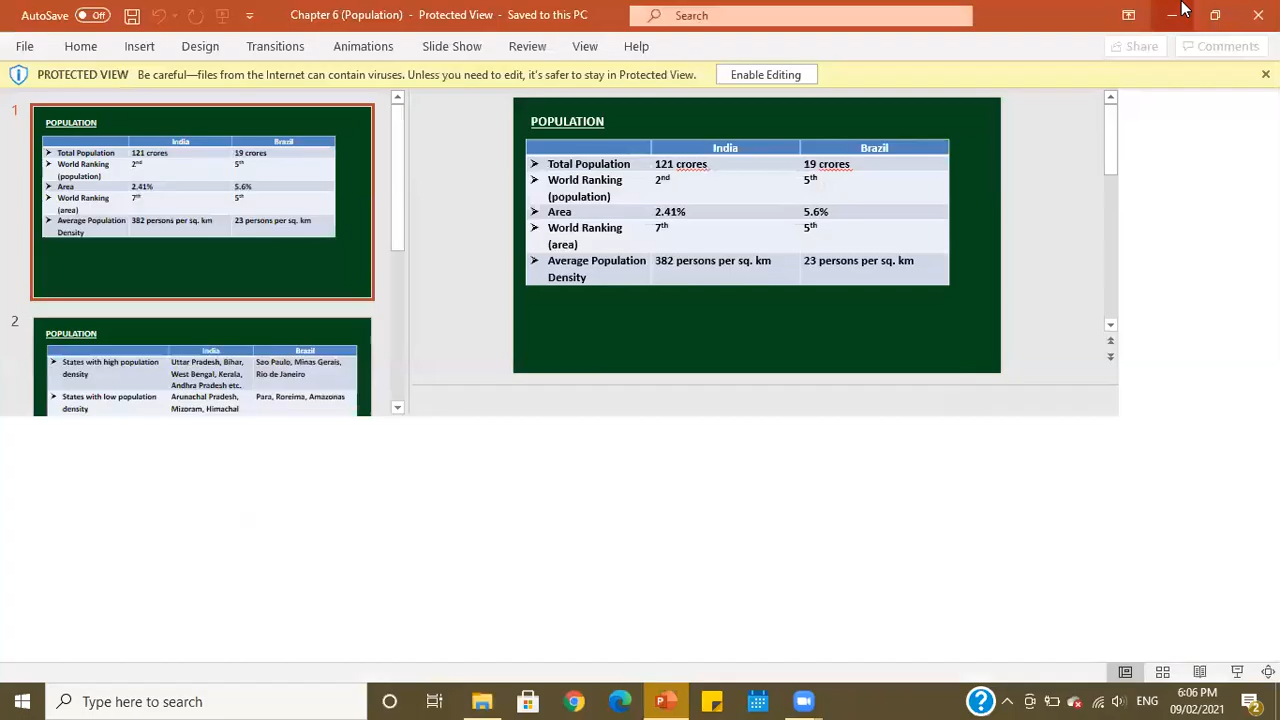 AutoSave Off Chapter 6 (Population) - Protected View - Saved to this PC Search
File Home Insert Design Transitions Animations Slide Show Review View Help Share Comments
PROTECTED VIEW Be careful—files from the Internet can contain viruses. Unless you need to edit, it's safer to stay in Protected View. Enable Editing
1
POPULATION
India Brazil
Total Population 121 crores 19 crores
World Ranking 2nd 5th
(population)
Area 2.41% 5.6%
World Ranking 7th 5th
(area)
Average Population 382 persons per sq. km 23 persons per sq. km
Density
2
POPULATION
India Brazil
States with high population Uttar Pradesh, Bihar, Sao Paulo, Minas Gerais,
density West Bengal, Kerala, Rio de Janeiro
Andhra Pradesh etc.
States with low population Arunachal Pradesh, Para, Roreima, Amazonas
density Mizoram, Himachal
POPULATION
India Brazil
Total Population 121 crores 19 crores
World Ranking 2nd 5th
(population)
Area 2.41% 5.6%
World Ranking 7th 5th
(area)
Average Population 382 persons per sq. km 23 persons per sq. km
Density
Type here to search
ENG
6:06 PM
09/02/2021
2